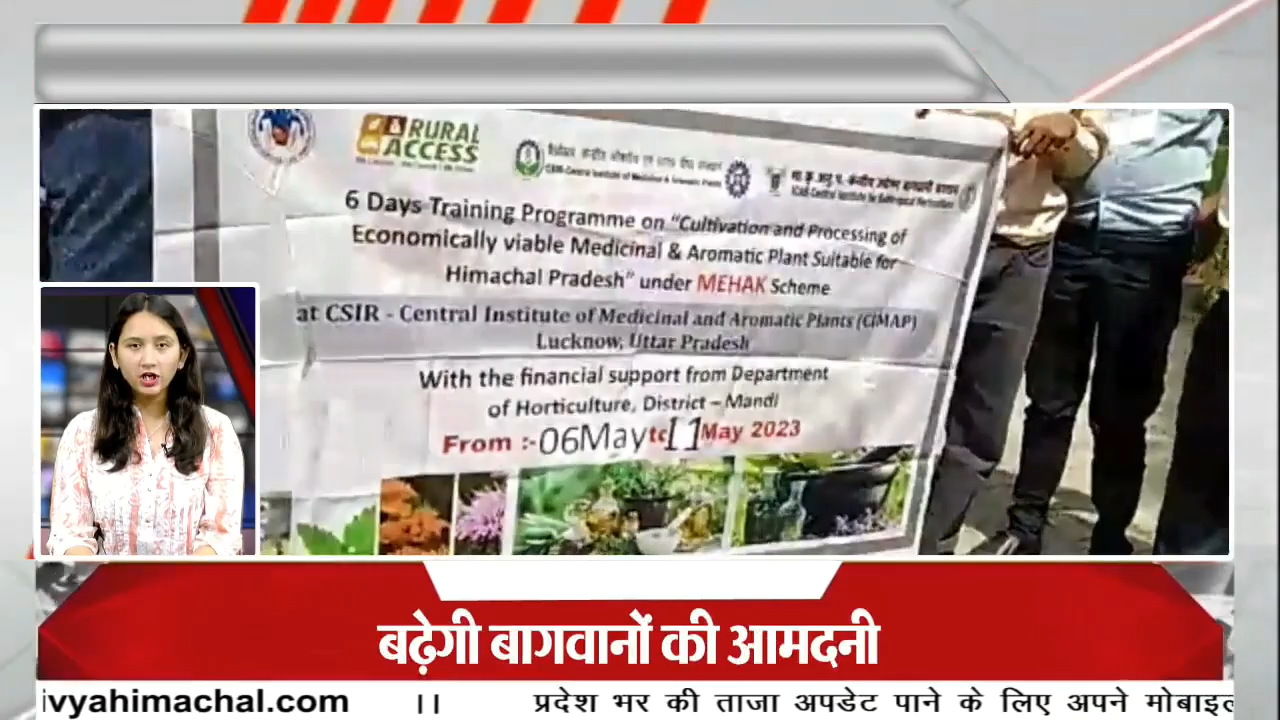 RURAL
ACCESS
6 Days Training Programme on "Cultivation and Processing of
Economically viable Medicinal & Aromatic Plant Suitable for
Himachal Pradesh" under MEHAK Scheme
at CSIR - Central Institute of Medicinal and Aromatic Plants (CIMAP)
Lucknow, Uttar Pradesh
With the financial support from Department
of Horticulture, District – Mandi
From :- 06 May to 11 May 2023
बढ़ेगी बागवानों की आमदनी
ivyahimachal.com || प्रदेश भर की ताजा अपडेट पाने के लिए अपने मोबाइल